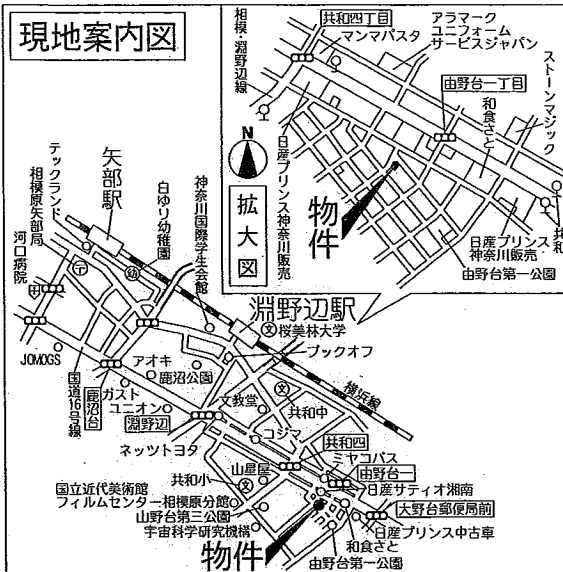 現地案内図
共和四丁目
マンマパスタ
アラマーク
ユニフォーム
サービスジャパン
相模・淵野辺線
由野台一丁目
和食さと
ストーンマジック
日産プリンス神奈川販売
N
拡大図
物件
共和
日産プリンス
神奈川販売
由野台第一公園
テックランド
相模原矢部局
河口病院
矢部駅
白ゆり幼稚園
神奈川国際学生会館
〒
幼
淵野辺駅
文桜美林大学
ブックオフ
横浜線
JOMOGS
国道16号線
鹿沼台
アオキ
鹿沼公園
ガスト
ユニオン
淵野辺
文教堂
文
共和中
コジマ
ネッツトヨタ
山星屋
共和四
ミヤコバス
由野台一
共和小
文
日産サティオ湘南
国立近代美術館
フィルムセンター相模原分館
大野台郵便局前
山野台第三公園
宇宙科学研究機構
日産プリンス中古車
和食さと
物件
由野台第一公園